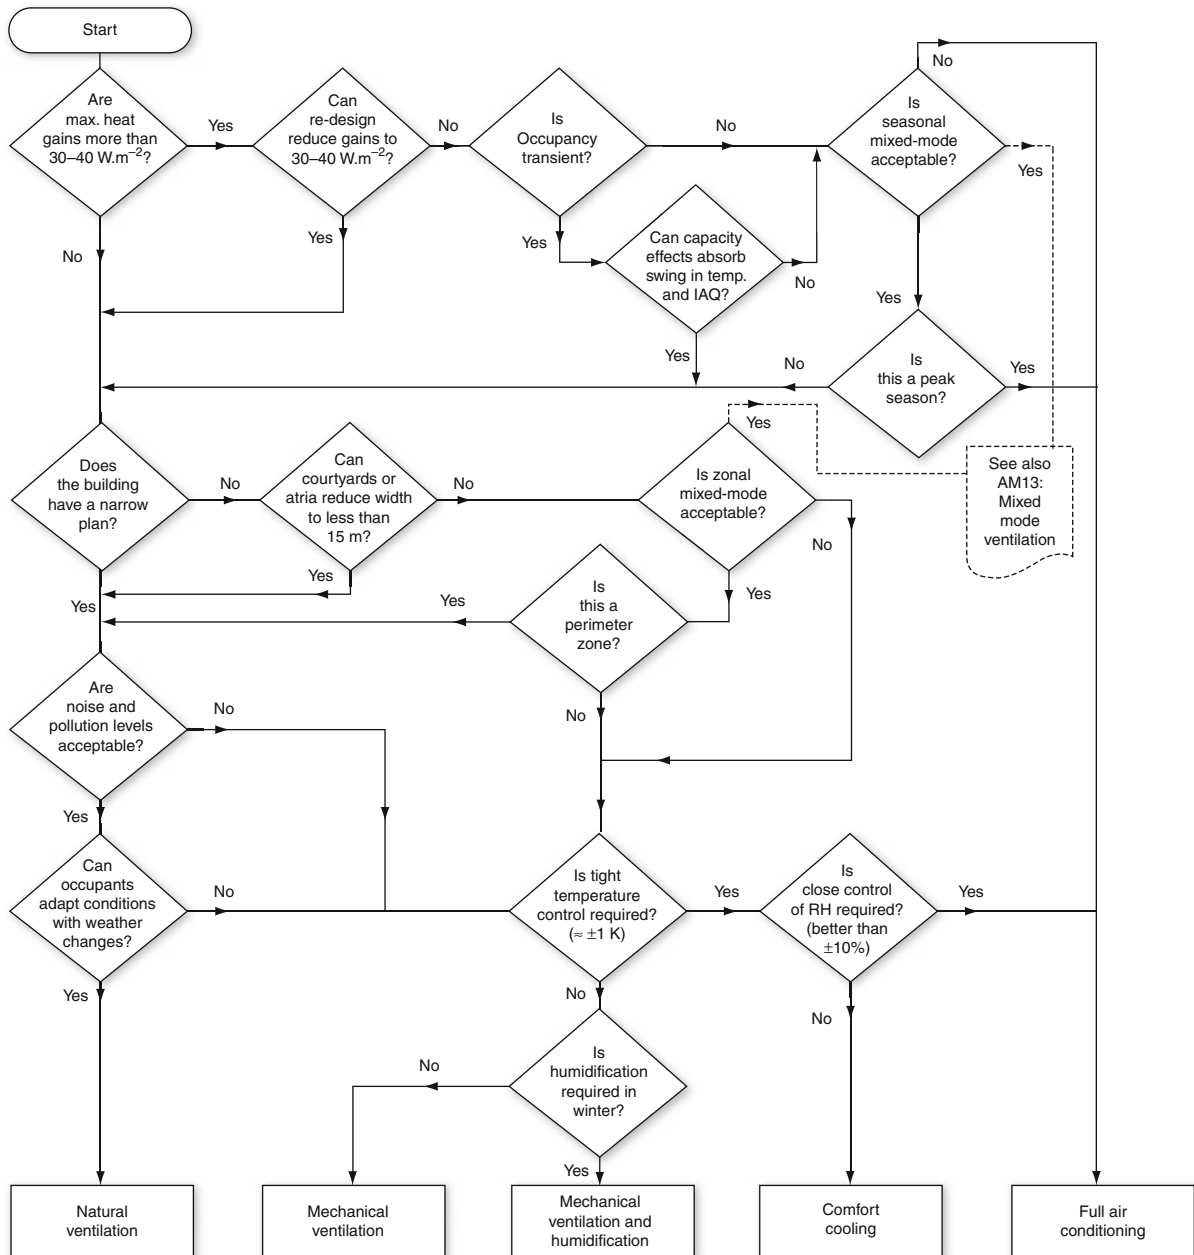 Start
Are
max. heat
gains more than
30–40 W.m⁻²?
Yes
No
Can
re-design
reduce gains to
30–40 W.m⁻²?
No
Yes
Is
Occupancy
transient?
No
Yes
Can capacity
effects absorb
swing in temp.
and IAQ?
No
Yes
Is
seasonal
mixed-mode
acceptable?
No
Yes
Yes
Is
this a peak
season?
No
Yes
Does
the building
have a narrow
plan?
No
Yes
Can
courtyards or
atria reduce width
to less than
15 m?
No
Yes
Is zonal
mixed-mode
acceptable?
Yes
No
Yes
See also
AM13:
Mixed
mode
ventilation
Is
this a
perimeter
zone?
Yes
No
Are
noise and
pollution levels
acceptable?
No
Yes
Can
occupants
adapt conditions
with weather
changes?
No
Yes
Is tight
temperature
control required?
(≈ ±1 K)
Yes
No
Is
close control
of RH required?
(better than
±10%)
Yes
No
Is
humidification
required in
winter?
No
Yes
Natural
ventilation
Mechanical
ventilation
Mechanical
ventilation and
humidification
Comfort
cooling
Full air
conditioning